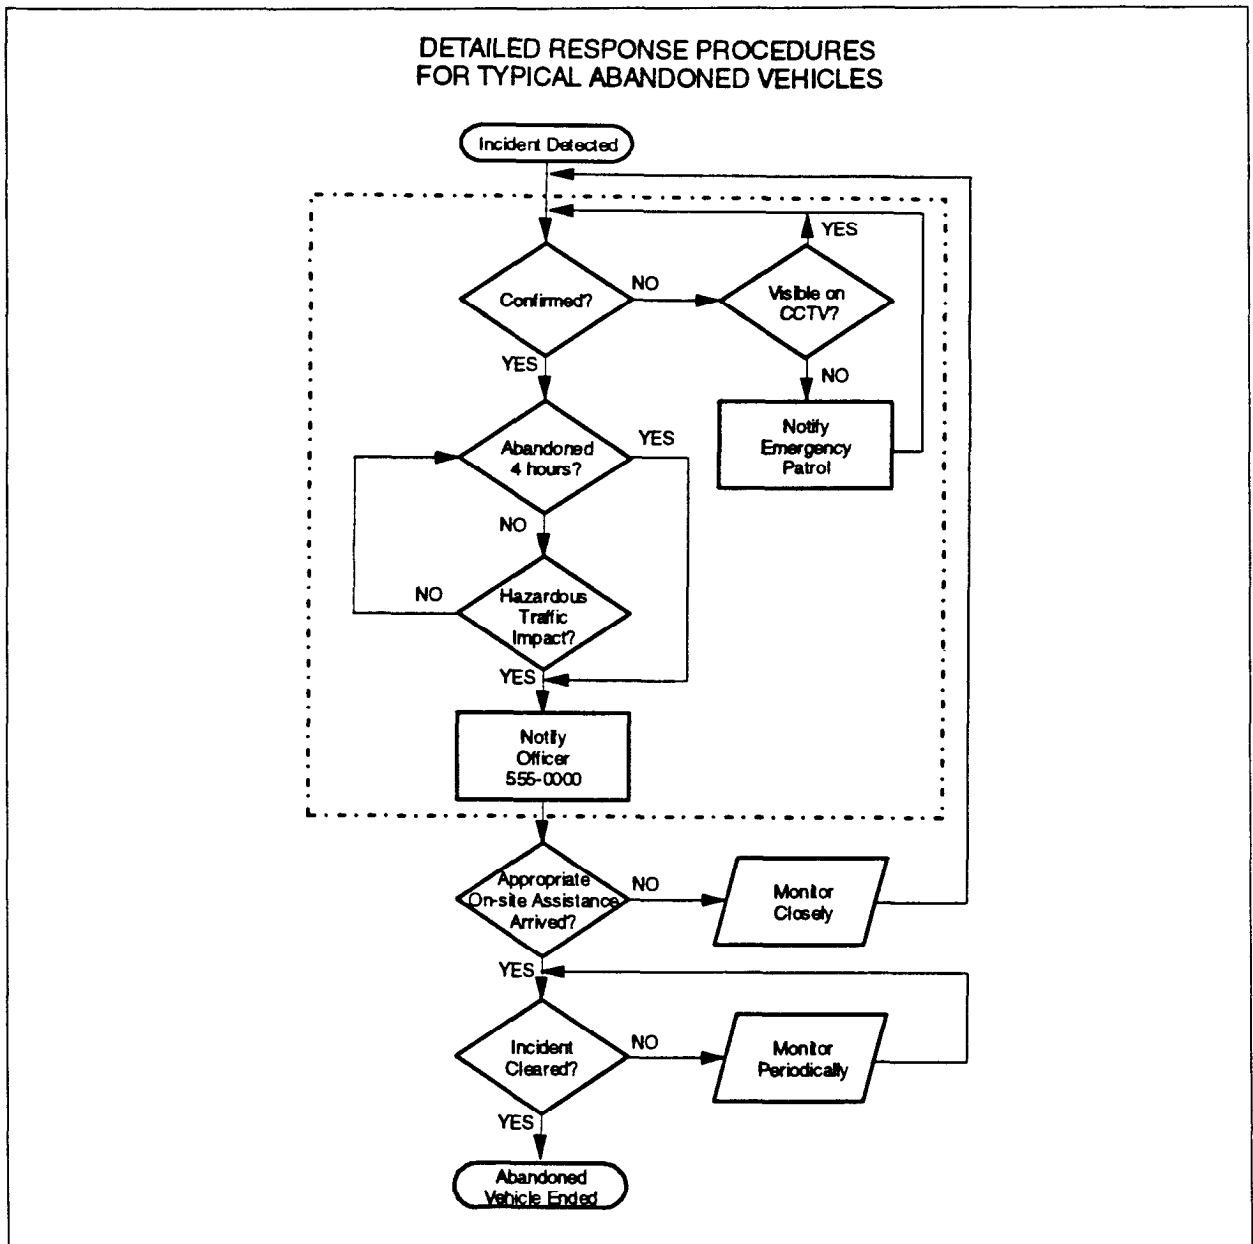 DETAILED RESPONSE PROCEDURES
FOR TYPICAL ABANDONED VEHICLES
Incident Detected
YES
Confirmed?
NO
Visible on
CCTV?
YES
NO
Abandoned
4 hours?
YES
Notify
Emergency
Patrol
NO
Hazardous
Traffic
Impact?
NO
YES
Notify
Officer
555-0000
Appropriate
On-site Assistance
Arrived?
NO
Monitor
Closely
YES
Incident
Cleared?
NO
Monitor
Periodically
YES
Abandoned
Vehicle Ended